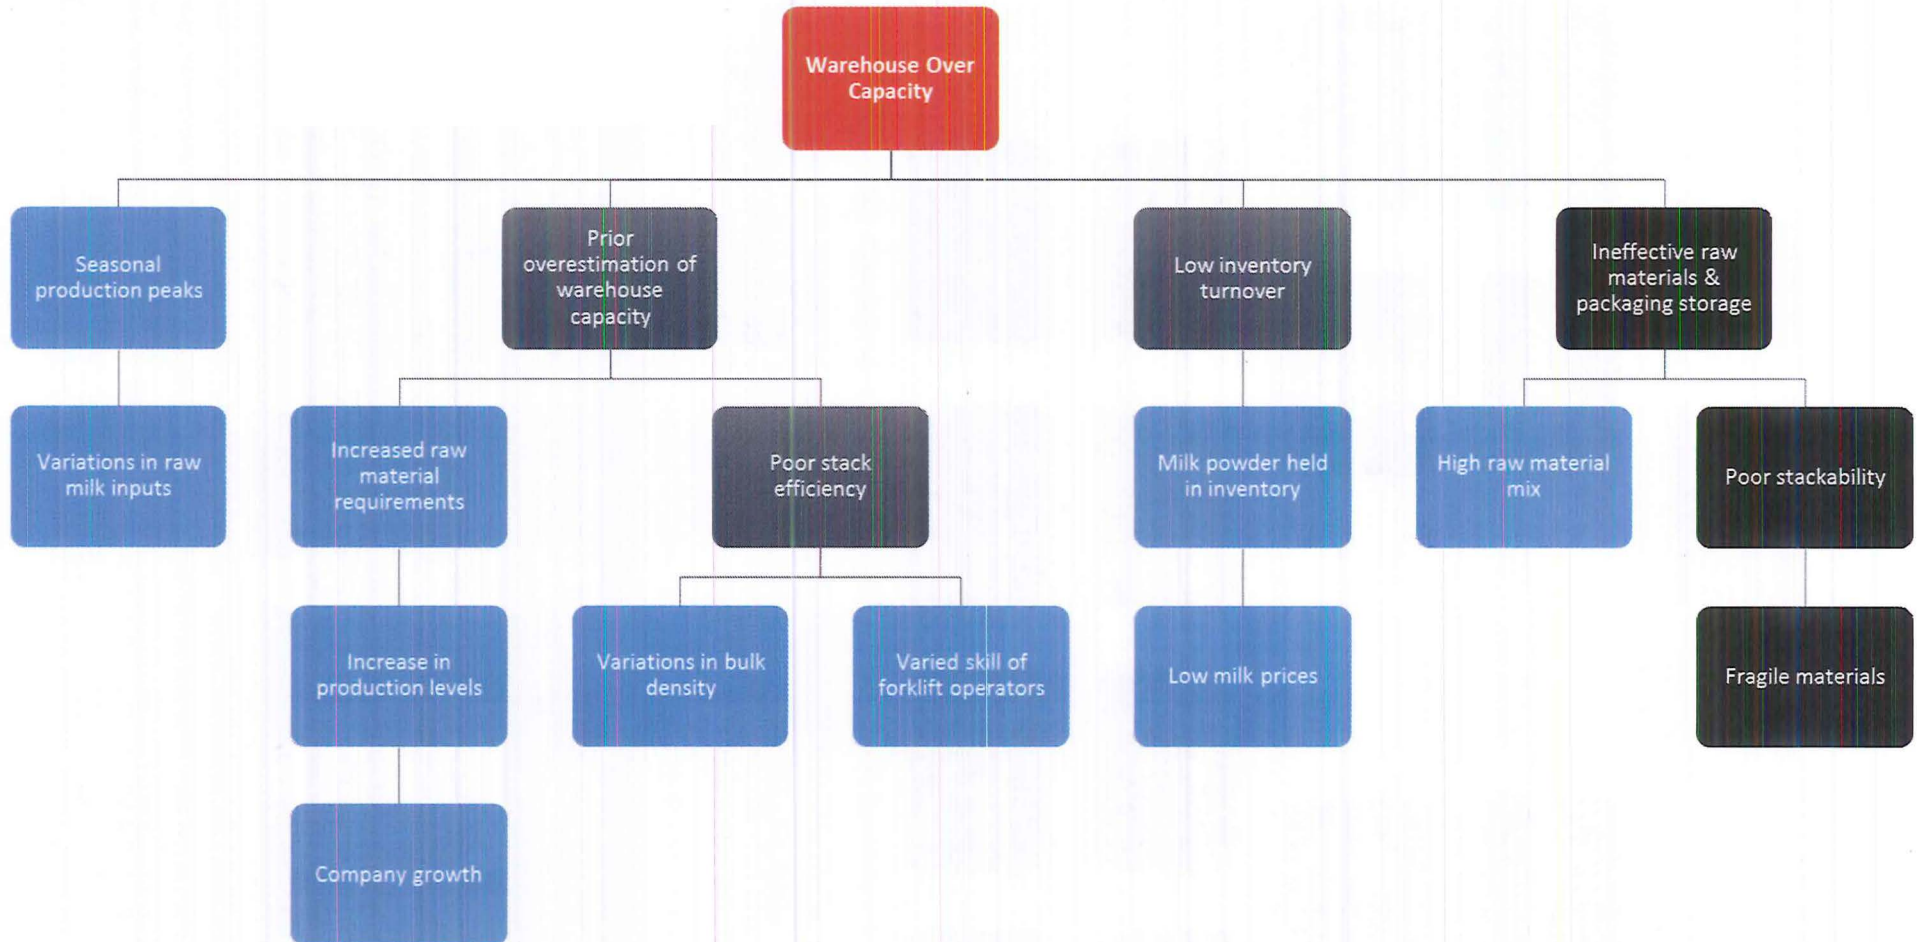 Warehouse Over
Capacity
Seasonal
production peaks
Prior
overestimation of
warehouse
capacity
Low inventory
turnover
Ineffective raw
materials &
packaging storage
Variations in raw
milk inputs
Increased raw
material
requirements
Poor stack
efficiency
Milk powder held
in inventory
High raw material
mix
Poor stackability
Increase in
production levels
Variations in bulk
density
Varied skill of
forklift operators
Low milk prices
Fragile materials
Company growth